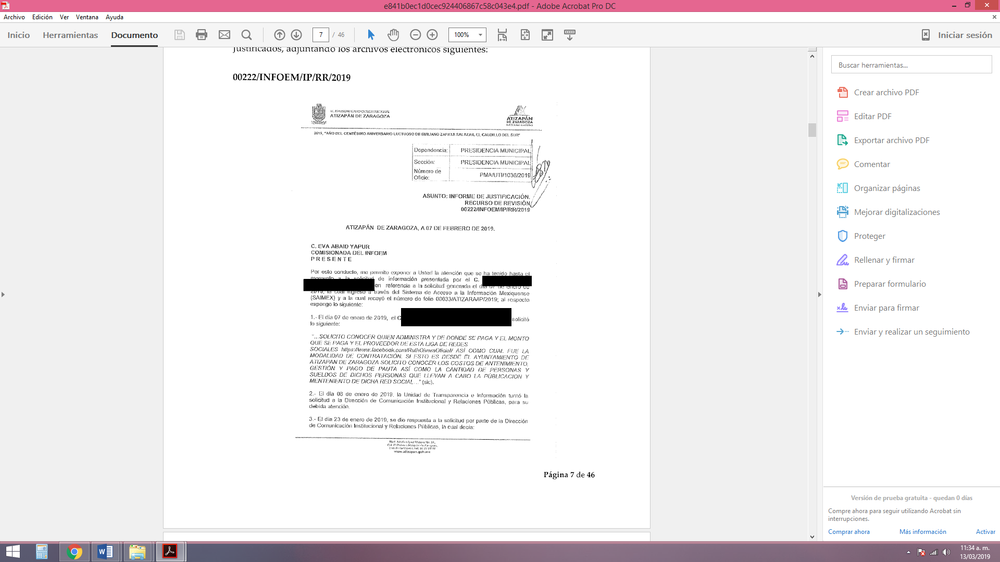 e841b0ec1d0cec924406867c58c043e4.pdf - Adobe Acrobat Pro DC
Archivo Edición Ver Ventana Ayuda
Inicio Herramientas Documento 7 / 46 100% Iniciar sesión
justificados, adjuntando los archivos electrónicos siguientes:
00222/INFOEM/IP/RR/2019
H. AYUNTAMIENTO CONSTITUCIONAL
ATIZAPÁN DE ZARAGOZA
ATIZAPÁN
DE ZARAGOZA
2019, "AÑO DEL CENTÉSIMO ANIVERSARIO LUCTUOSO DE EMILIANO ZAPATA SALAZAR, EL CAUDILLO DEL SUR"
Dependencia: PRESIDENCIA MUNICIPAL
Sección: PRESIDENCIA MUNICIPAL
Número de
Oficio: PMA/UTI/1036/2019
ASUNTO: INFORME DE JUSTIFICACIÓN.
RECURSO DE REVISIÓN
00222/INFOEM/IP/RR/2019
ATIZAPÁN DE ZARAGOZA, A 07 DE FEBRERO DE 2019.
C. EVA ABAID YAPUR
COMISIONADA DEL INFOEM
P R E S E N T E
Por este conducto, me permito exponer a Usted la atención que se ha tenido hasta el
momento a la solicitud de información presentada por el C.
en referencia a la solicitud generada el día 07 de enero de
2019, la cual ingreso a través del Sistema de Acceso a la Información Mexiquense
(SAIMEX) y a la cual recayó el número de folio 00033/ATIZARA/IP/2019; al respecto
expongo lo siguiente:
1.- El día 07 de enero de 2019, el C solicitó
lo siguiente:
"...SOLICITO CONOCER QUIEN ADMINISTRA Y DE DONDE SE PAGA Y EL MONTO
QUE SE PAGA Y EL PROVEEDOR DE ESTA LIGA DE REDES
SOCIALES https://www.facebook.com/RuthOlveraOficial/ ASÍ COMO CUAL FUE LA
MODALIDAD DE CONTRATACIÓN. SI ESTO ES DESDE EL AYUNTAMIENTO DE
ATIZAPAN DE ZARAGOZA SOLICITO CONOCER LOS COSTOS DE ANTENIMIENTO,
GESTIÓN Y PAGO DE PAUTA ASÍ COMO LA CANTIDAD DE PERSONAS Y
SUELDOS DE DICHOS PERSONAS QUE LLEVAN A CABO LA PÚBLICACION Y
MENTENIENTO DE DICHA RED SOCIAL..." (sic).
2.- El día 08 de enero de 2019, la Unidad de Transparencia e Información turnó la
solicitud a la Dirección de Comunicación Institucional y Relaciones Públicas, para su
debida atención.
3.- El día 23 de enero de 2019, se dio respuesta a la solicitud por parte de la Dirección
de Comunicación Institucional y Relaciones Públicas, la cual decía:
Blvd. Adolfo López Mateos No. 91,
www.atizapan.gob.mx
Página 7 de 46
Buscar herramientas...
Crear archivo PDF
Editar PDF
Exportar archivo PDF
Comentar
Organizar páginas
Mejorar digitalizaciones
Proteger
Rellenar y firmar
Preparar formulario
Enviar para firmar
Enviar y realizar un seguimiento
Versión de prueba gratuita - quedan 0 días
Compre ahora para seguir utilizando Acrobat sin
interrupciones.
Comprar ahora Más información Activar
11:34 a. m.
13/03/2019